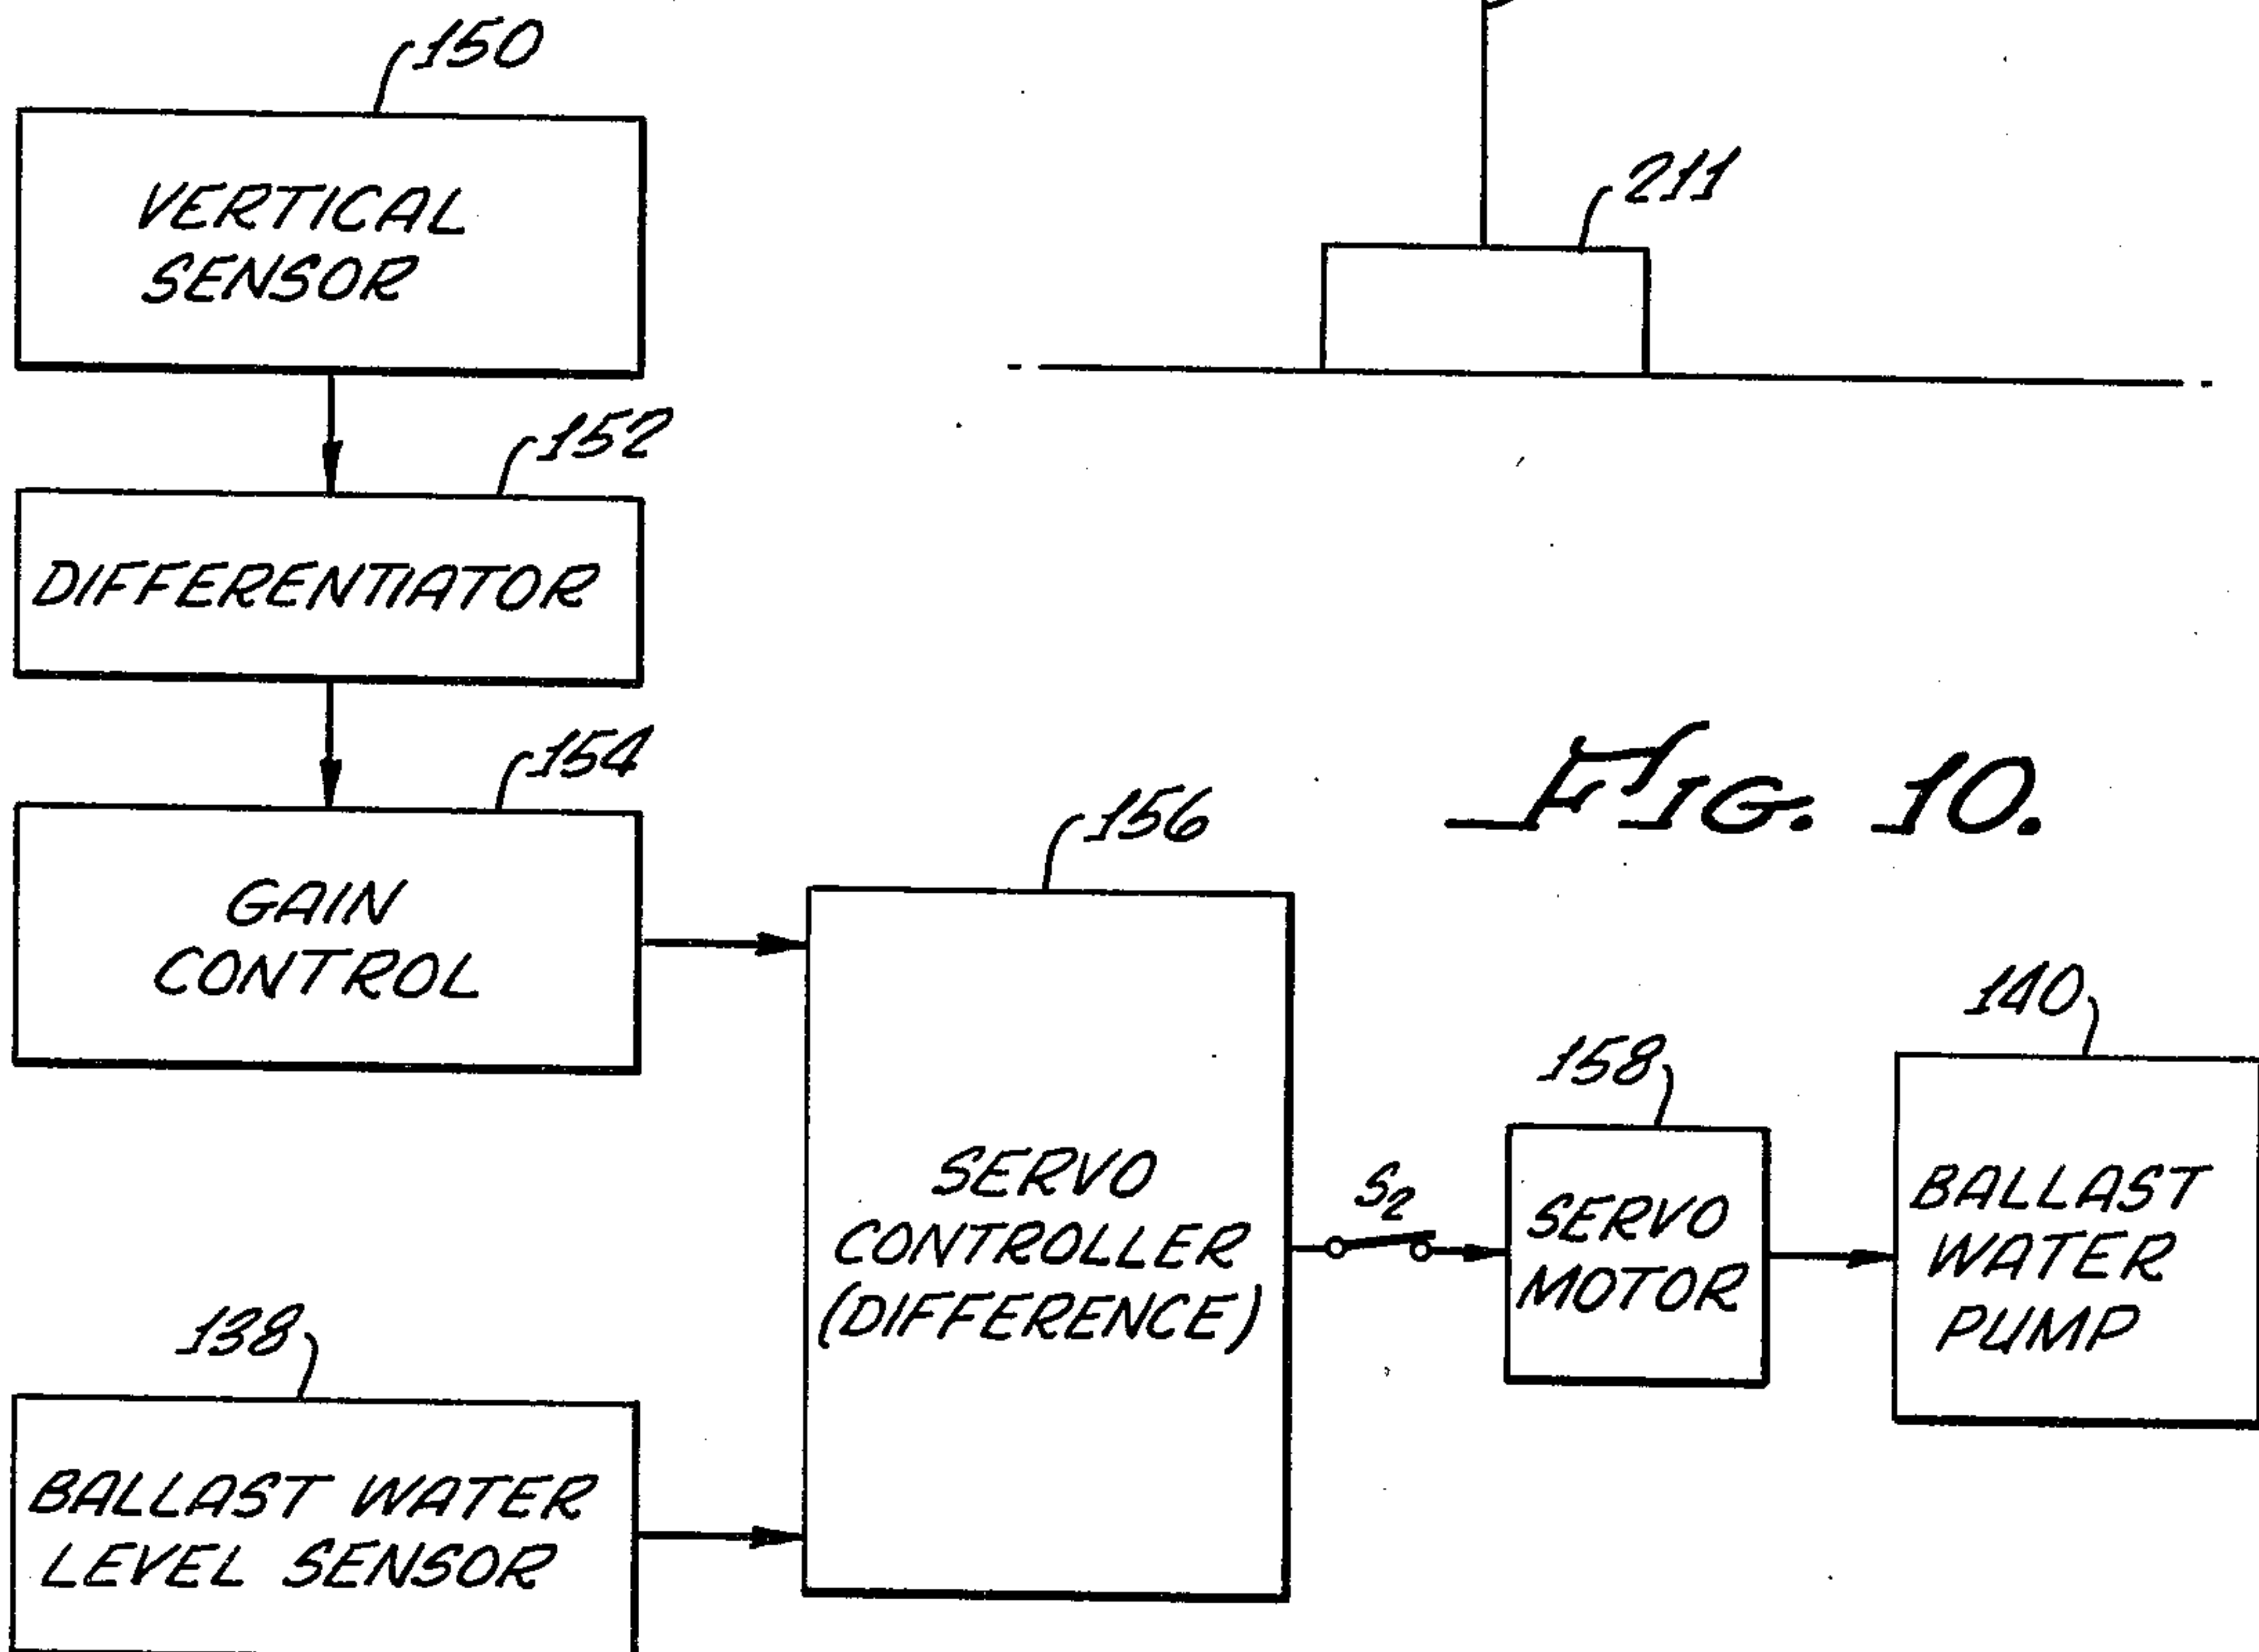 150
VERTICAL
SENSOR
211
152
DIFFERENTIATOR
154
GAIN
CONTROL
FIG. 10.
156
SERVO
CONTROLLER
(DIFFERENCE)
S2
158
SERVO
MOTOR
140
BALLAST
WATER
PUMP
138
BALLAST WATER
LEVEL SENSOR